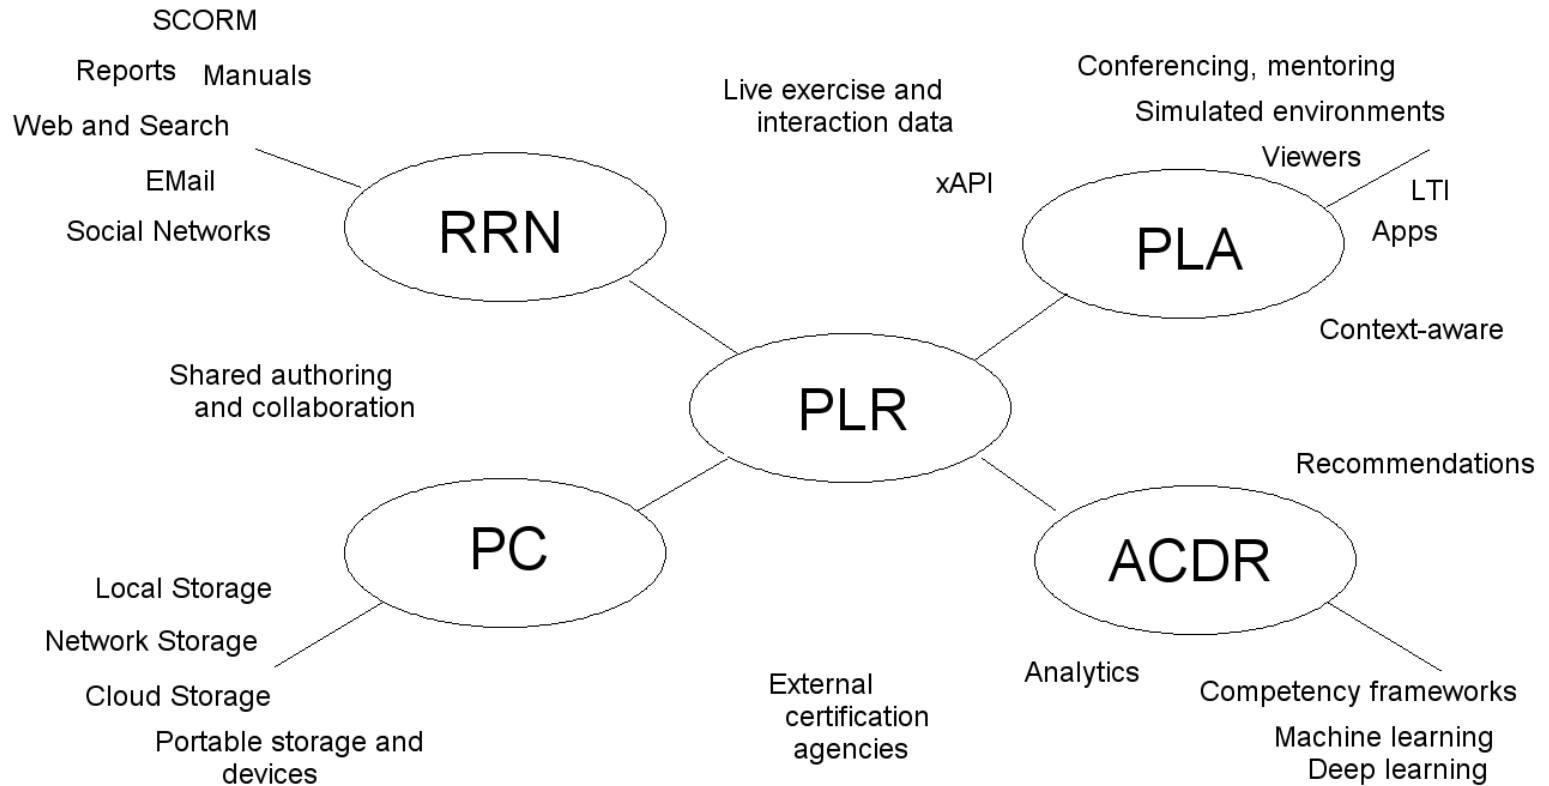 SCORM
Reports
Manuals
Web and Search
EMail
Social Networks
RRN
Live exercise and
interaction data
xAPI
Conferencing, mentoring
Simulated environments
Viewers
LTI
Apps
PLA
Context-aware
Shared authoring
and collaboration
PLR
PC
Local Storage
Network Storage
Cloud Storage
Portable storage and
devices
External
certification
agencies
Recommendations
ACDR
Analytics
Competency frameworks
Machine learning
Deep learning